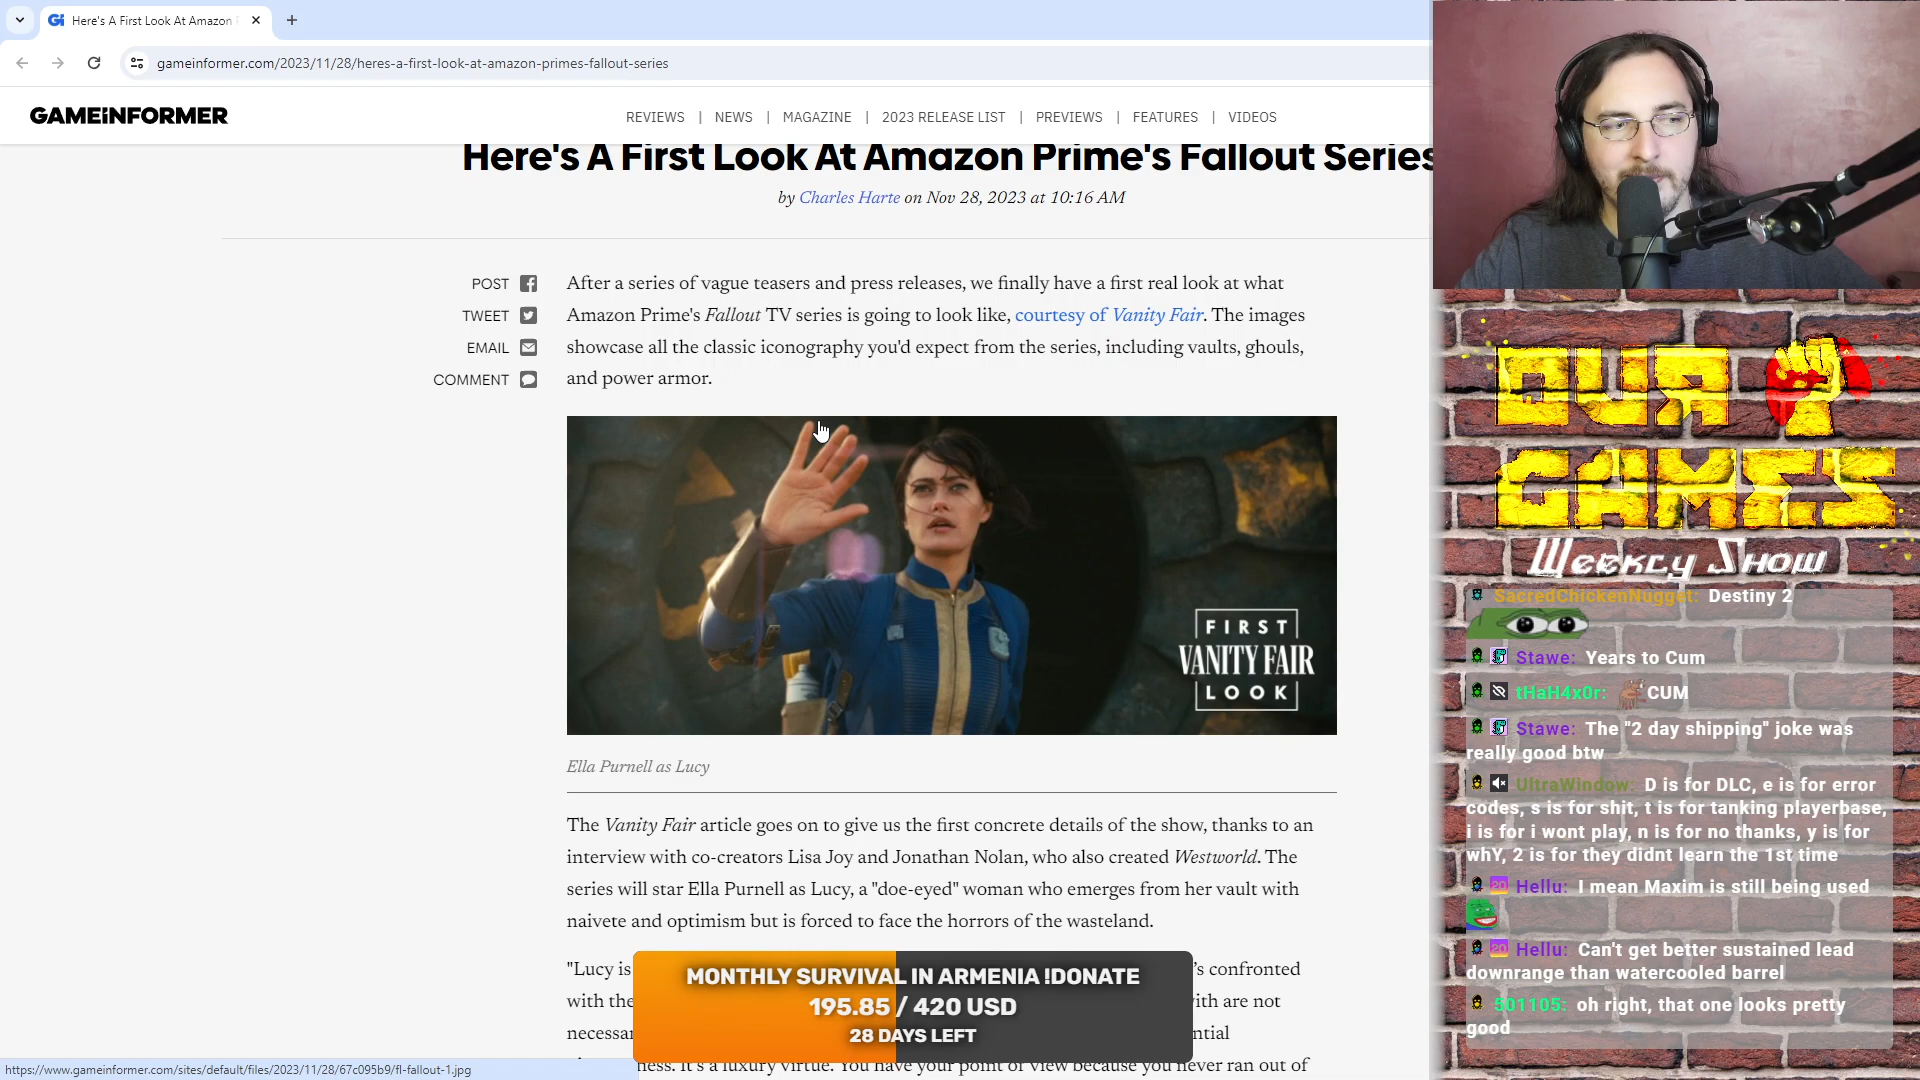 Here's A First Look At Amazon
gameinformer.com/2023/11/28/heres-a-first-look-at-amazon-primes-fallout-series
GAMEiNFORMER
REVIEWS | NEWS | MAGAZINE | 2023 RELEASE LIST | PREVIEWS | FEATURES | VIDEOS
Here's A First Look At Amazon Prime's Fallout Series
by Charles Harte on Nov 28, 2023 at 10:16 AM
POST
TWEET
EMAIL
COMMENT
After a series of vague teasers and press releases, we finally have a first real look at what
Amazon Prime's Fallout TV series is going to look like, courtesy of Vanity Fair. The images
showcase all the classic iconography you'd expect from the series, including vaults, ghouls,
and power armor.
FIRST
VANITY FAIR
LOOK
Ella Purnell as Lucy
The Vanity Fair article goes on to give us the first concrete details of the show, thanks to an
interview with co-creators Lisa Joy and Jonathan Nolan, who also created Westworld. The
series will star Ella Purnell as Lucy, a "doe-eyed" woman who emerges from her vault with
naivete and optimism but is forced to face the horrors of the wasteland.
"Lucy is
's confronted
with the
are not
luxury virtue. You have your point of view because you never ran out of
MONTHLY SURVIVAL IN ARMENIA !DONATE
195.85 / 420 USD
28 DAYS LEFT
https://www.gameinformer.com/sites/default/files/2023/11/28/67c095b9/fl-fallout-1.jpg
OUR
GAMES
Weekly Show
SacredChickenNugget: Destiny 2
Stawe: Years to Cum
tHaH4x0r: CUM
Stawe: The "2 day shipping" joke was
really good btw
UltraWindow: D is for DLC, e is for error
codes, s is for shit, t is for tanking playerbase,
i is for i wont play, n is for no thanks, y is for
whY, 2 is for they didnt learn the 1st time
Hellu: I mean Maxim is still being used
Hellu: Can't get better sustained lead
downrange than watercooled barrel
501105: oh right, that one looks pretty
good